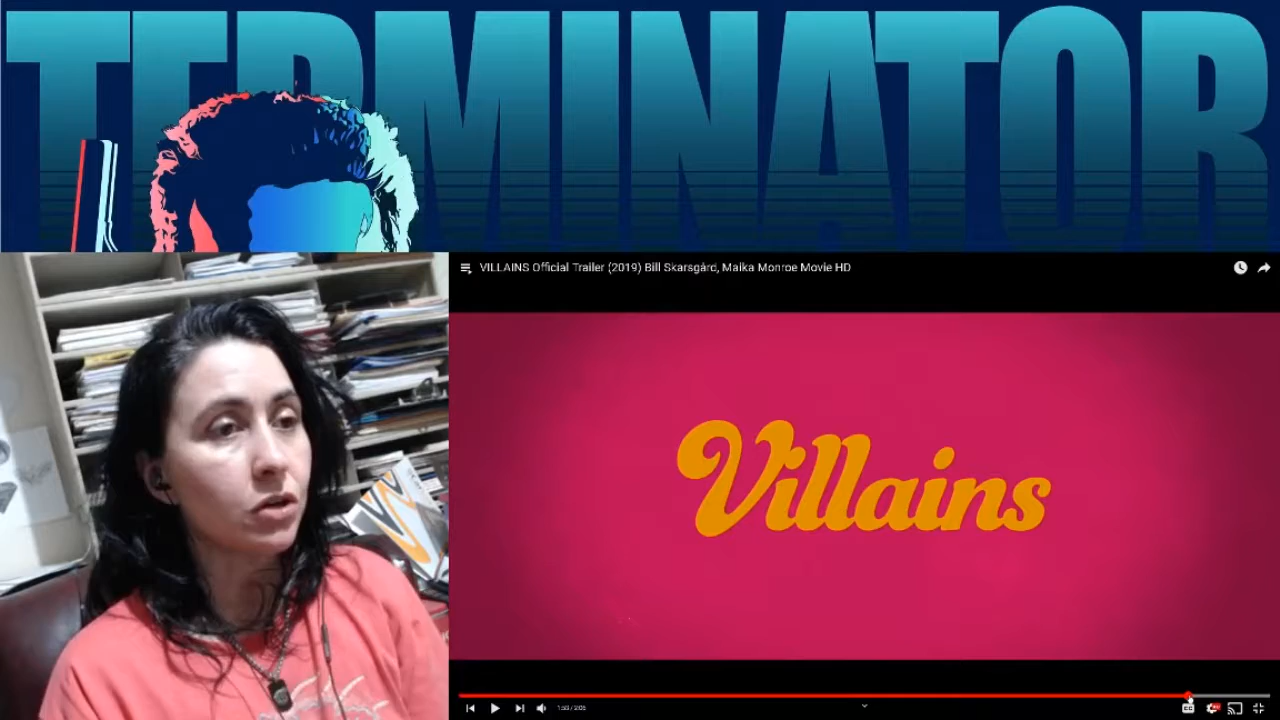 TERMINATOR
VILLAINS Official Trailer (2019) Bill Skarsgård, Maika Monroe Movie HD
Villains